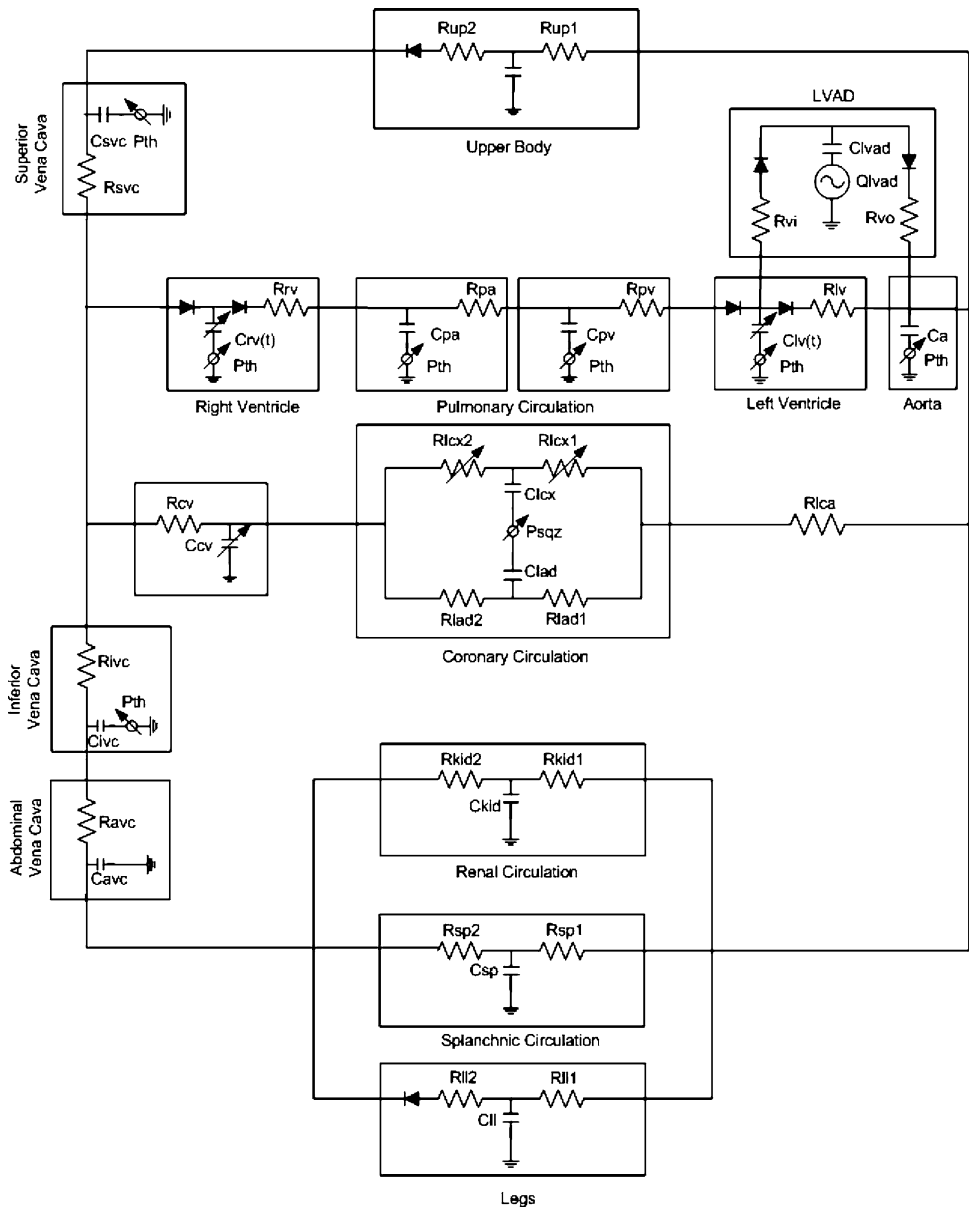 Rup2
Rup1
Upper Body
LVAD
Clvad
Qlvad
Rvi
Rvo
Superior
Vena Cava
Csvc
Pth
Rsvc
Rrv
Crv(t)
Pth
Right Ventricle
Rpa
Cpa
Pth
Rpv
Cpv
Pth
Pulmonary Circulation
Rlv
Clv(t)
Pth
Left Ventricle
Ca
Pth
Aorta
Rlcx2
Rlcx1
Clcx
Psqz
Clad
Rlad2
Rlad1
Coronary Circulation
Rcv
Ccv
Rlca
Inferior
Vena Cava
Rivc
Pth
Civc
Abdominal
Vena Cava
Ravc
Cavc
Rkid2
Rkid1
Ckid
Renal Circulation
Rsp2
Rsp1
Csp
Splanchnic Circulation
Rll2
Rll1
Cll
Legs